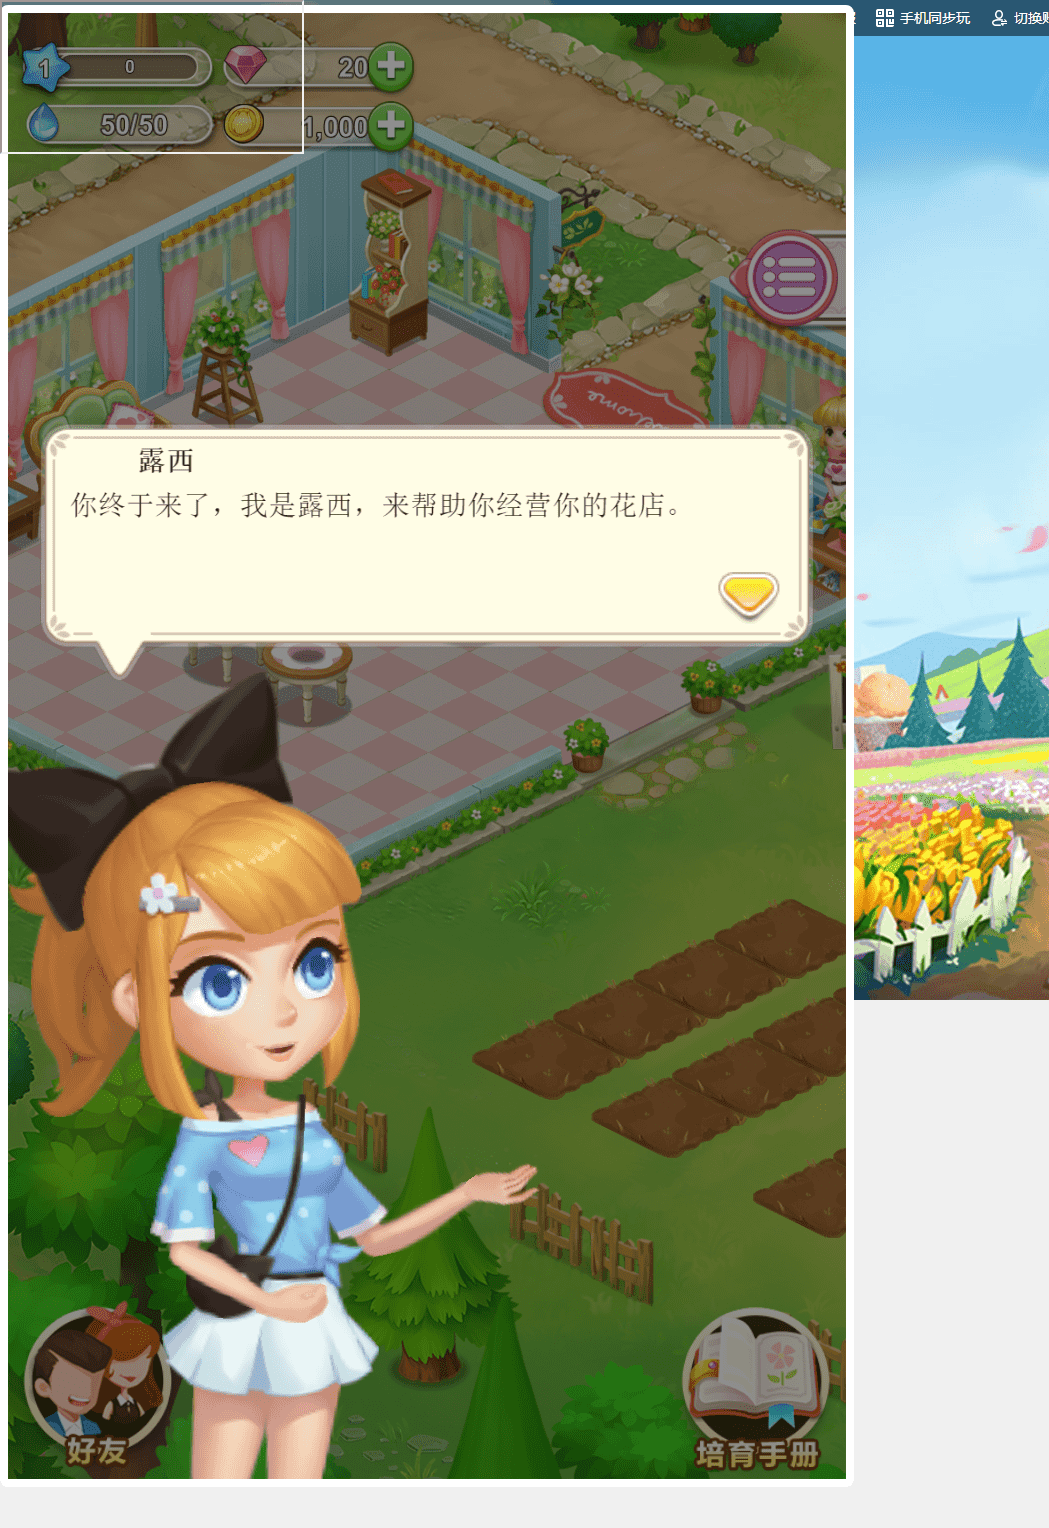 手机同步玩
切换
1
0
20
50/50
1,000
welcome
露西
你终于来了，我是露西，来帮助你经营你的花店。
好友
培育手册